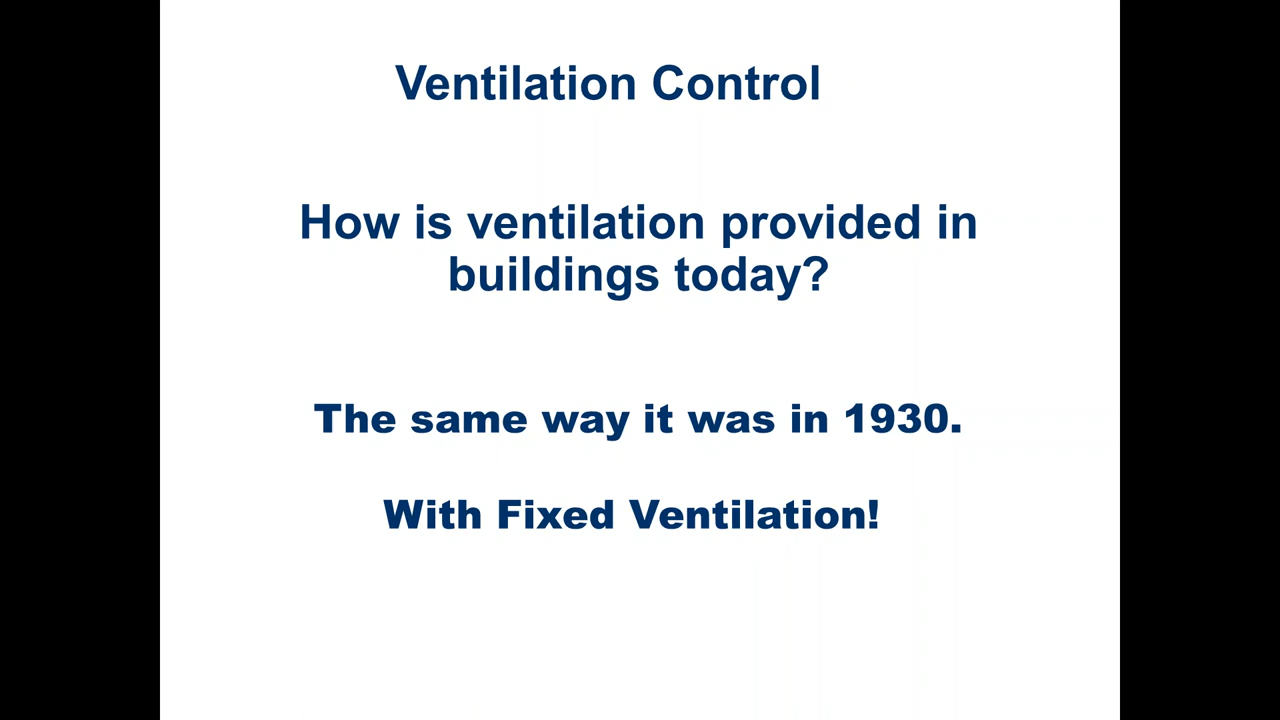 Ventilation Control
How is ventilation provided in
buildings today?
The same way it was in 1930.
With Fixed Ventilation!